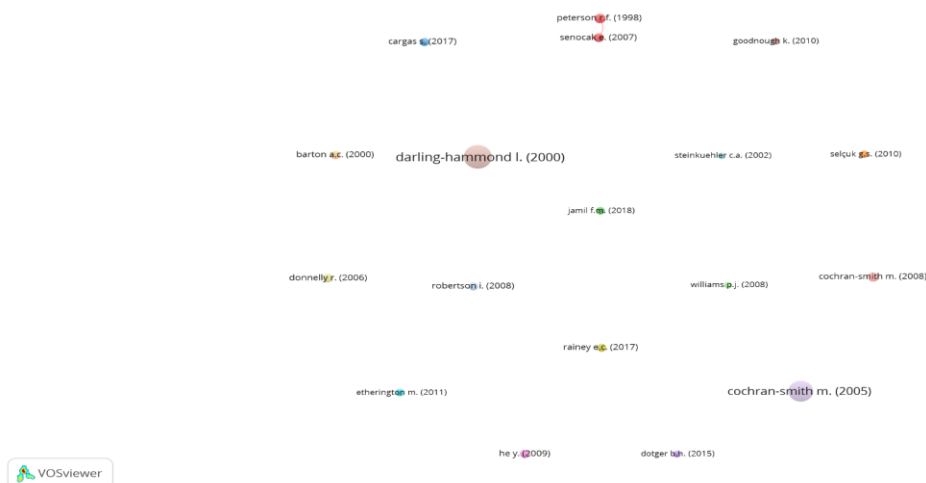 peterson r.f. (1998)
senocak e. (2007)
cargas s. (2017)
goodnough k. (2010)
barton a.c. (2000)
darling-hammond l. (2000)
steinkuehler c.a. (2002)
selçuk g.s. (2010)
jamil f.m. (2018)
donnelly r. (2006)
robertson i. (2008)
williams p.j. (2008)
cochran-smith m. (2008)
rainey e.c. (2017)
etherington m. (2011)
cochran-smith m. (2005)
he y. (2009)
dotger b.h. (2015)
VOSviewer